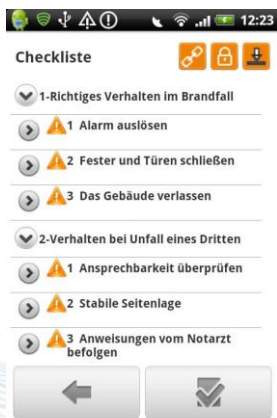 12:23
Checkliste
1-Richtiges Verhalten im Brandfall
1 Alarm auslösen
2 Fester und Türen schließen
3 Das Gebäude verlassen
2-Verhalten bei Unfall eines Dritten
1 Ansprechbarkeit überprüfen
2 Stabile Seitenlage
3 Anweisungen vom Notarzt
befolgen